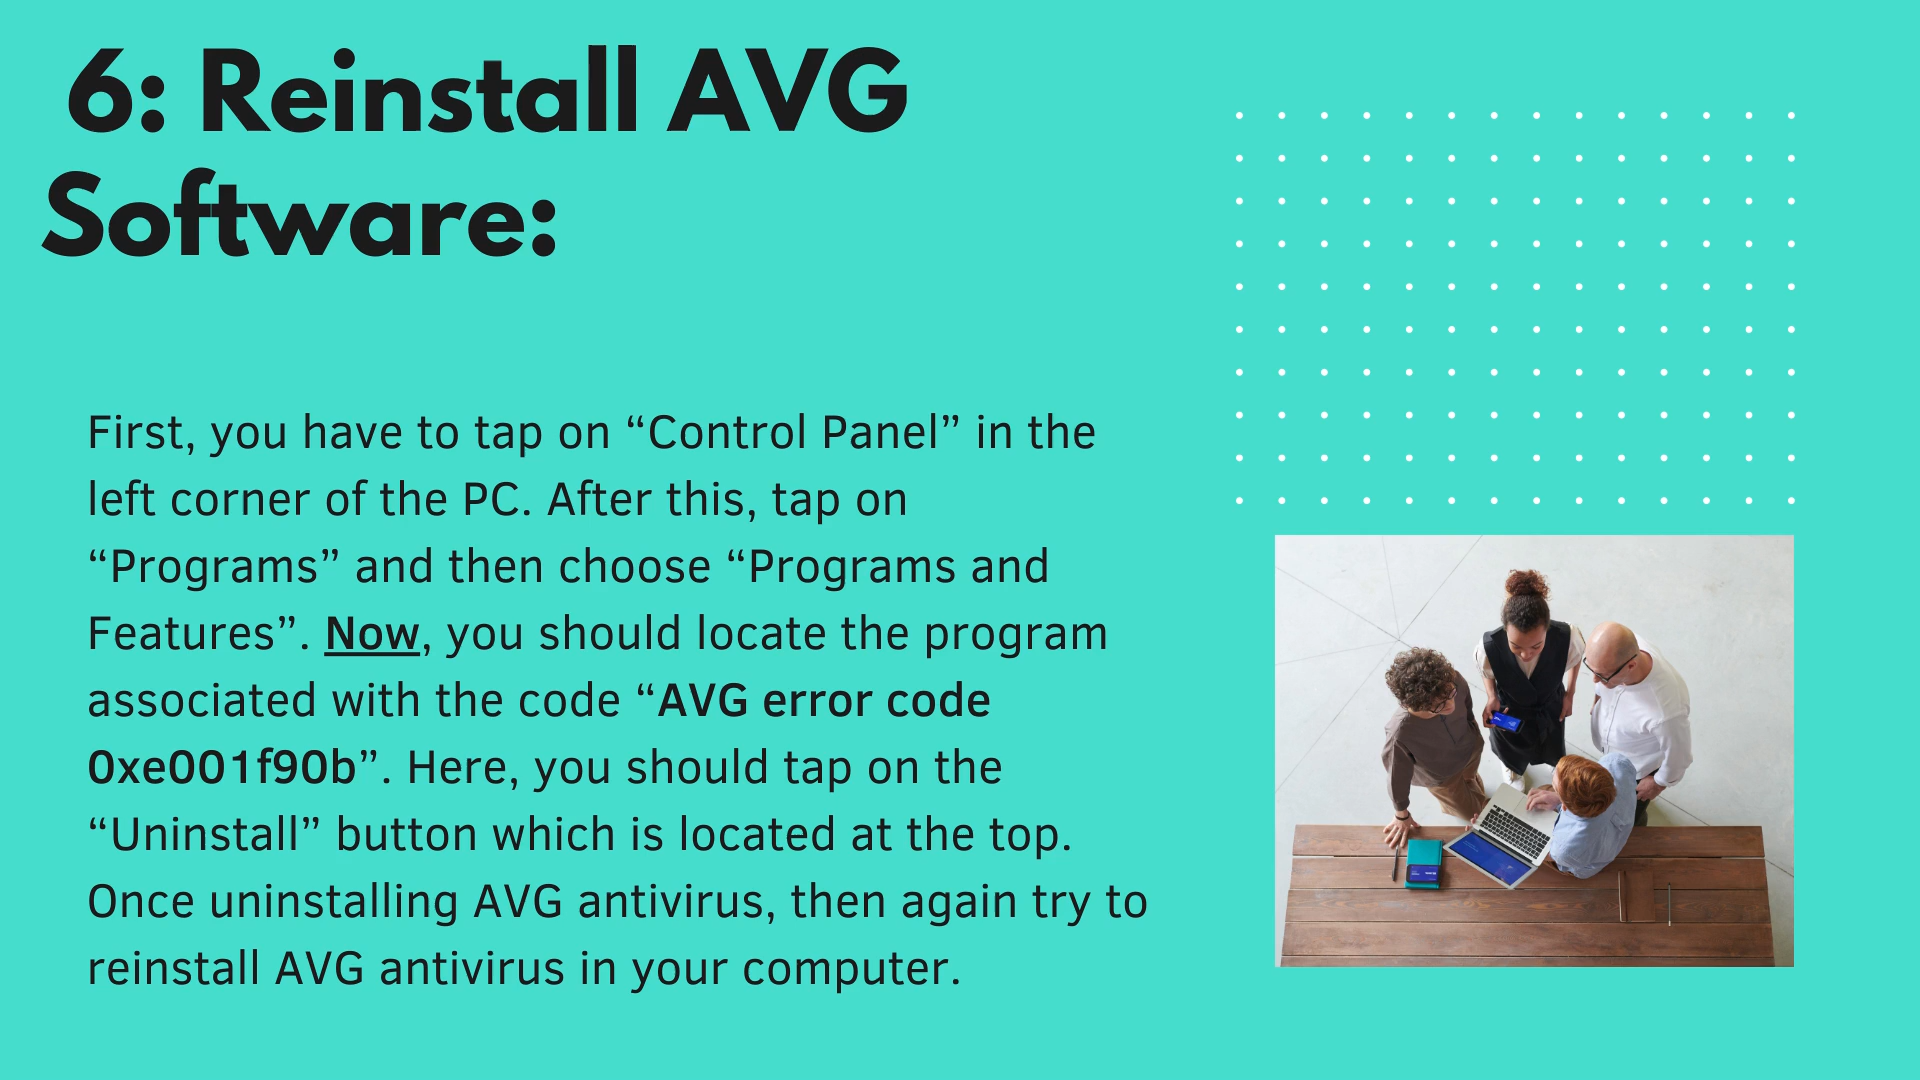 6: Reinstall AVG
Software:
First, you have to tap on “Control Panel” in the
left corner of the PC. After this, tap on
“Programs” and then choose “Programs and
Features”. Now, you should locate the program
associated with the code “AVG error code
0xe001f90b”. Here, you should tap on the
“Uninstall” button which is located at the top.
Once uninstalling AVG antivirus, then again try to
reinstall AVG antivirus in your computer.